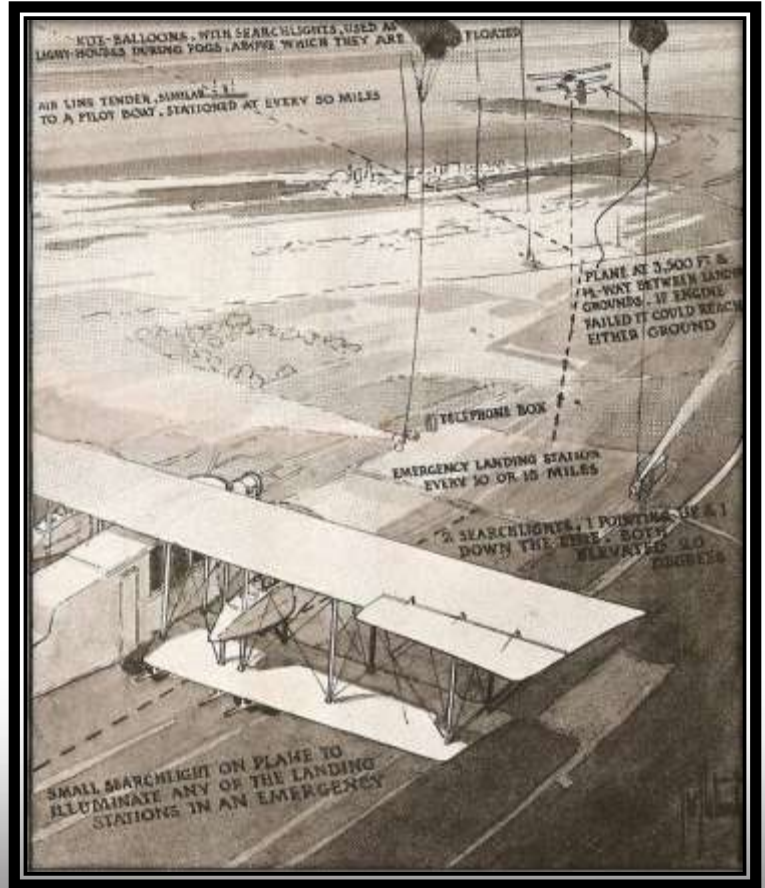 KITE-BALLOONS, WITH SEARCHLIGHTS, USED AS
LIGHT-HOUSES DURING FOGS, ABOVE WHICH THEY ARE FLOATED
AIR LINE TENDER, SIMILAR
TO A PILOT BOAT, STATIONED AT EVERY 50 MILES
PLANE AT 3,500 FT &
½-WAY BETWEEN LANDING
GROUNDS. IF ENGINE
FAILED IT COULD REACH
EITHER GROUND
TELEPHONE BOX
EMERGENCY LANDING STATION
EVERY 10 OR 15 MILES
2 SEARCHLIGHTS, 1 POINTING UP & 1
DOWN THE LINE. BOTH
ELEVATED 20
DEGREES
SMALL SEARCHLIGHT ON PLANE TO
ILLUMINATE ANY OF THE LANDING
STATIONS IN AN EMERGENCY